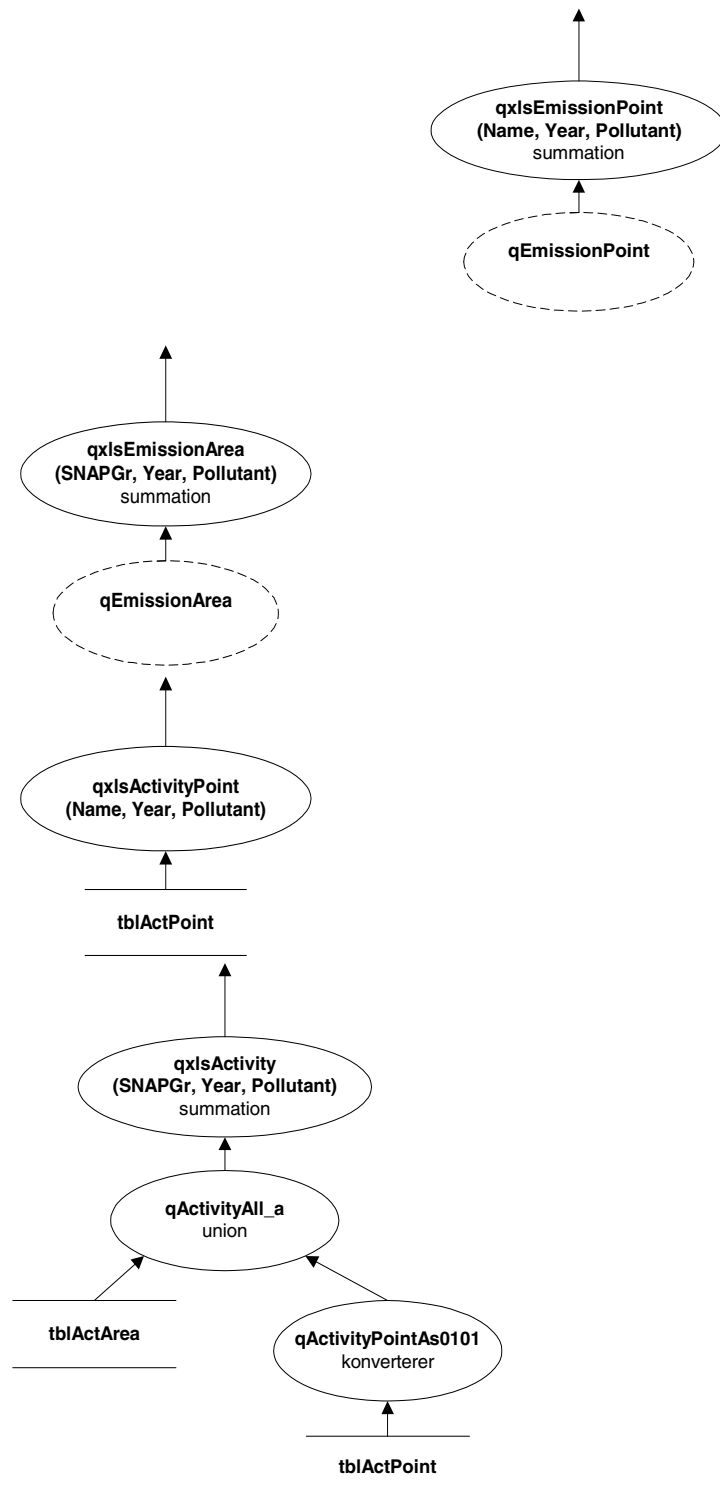 qxlsEmissionPoint
(Name, Year, Pollutant)
summation
qEmissionPoint
qxlsEmissionArea
(SNAPGr, Year, Pollutant)
summation
qEmissionArea
qxlsActivityPoint
(Name, Year, Pollutant)
tblActPoint
qxlsActivity
(SNAPGr, Year, Pollutant)
summation
qActivityAll_a
union
tblActArea
qActivityPointAs0101
konverterer
tblActPoint